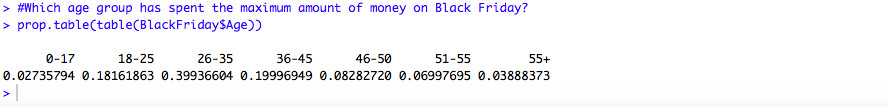 > #Which age group has spent the maximum amount of money on Black Friday?
> prop.table(table(BlackFriday$Age))
0-17 18-25 26-35 36-45 46-50 51-55 55+
0.02735794 0.18161863 0.39936604 0.19996949 0.08282720 0.06997695 0.03888373
>